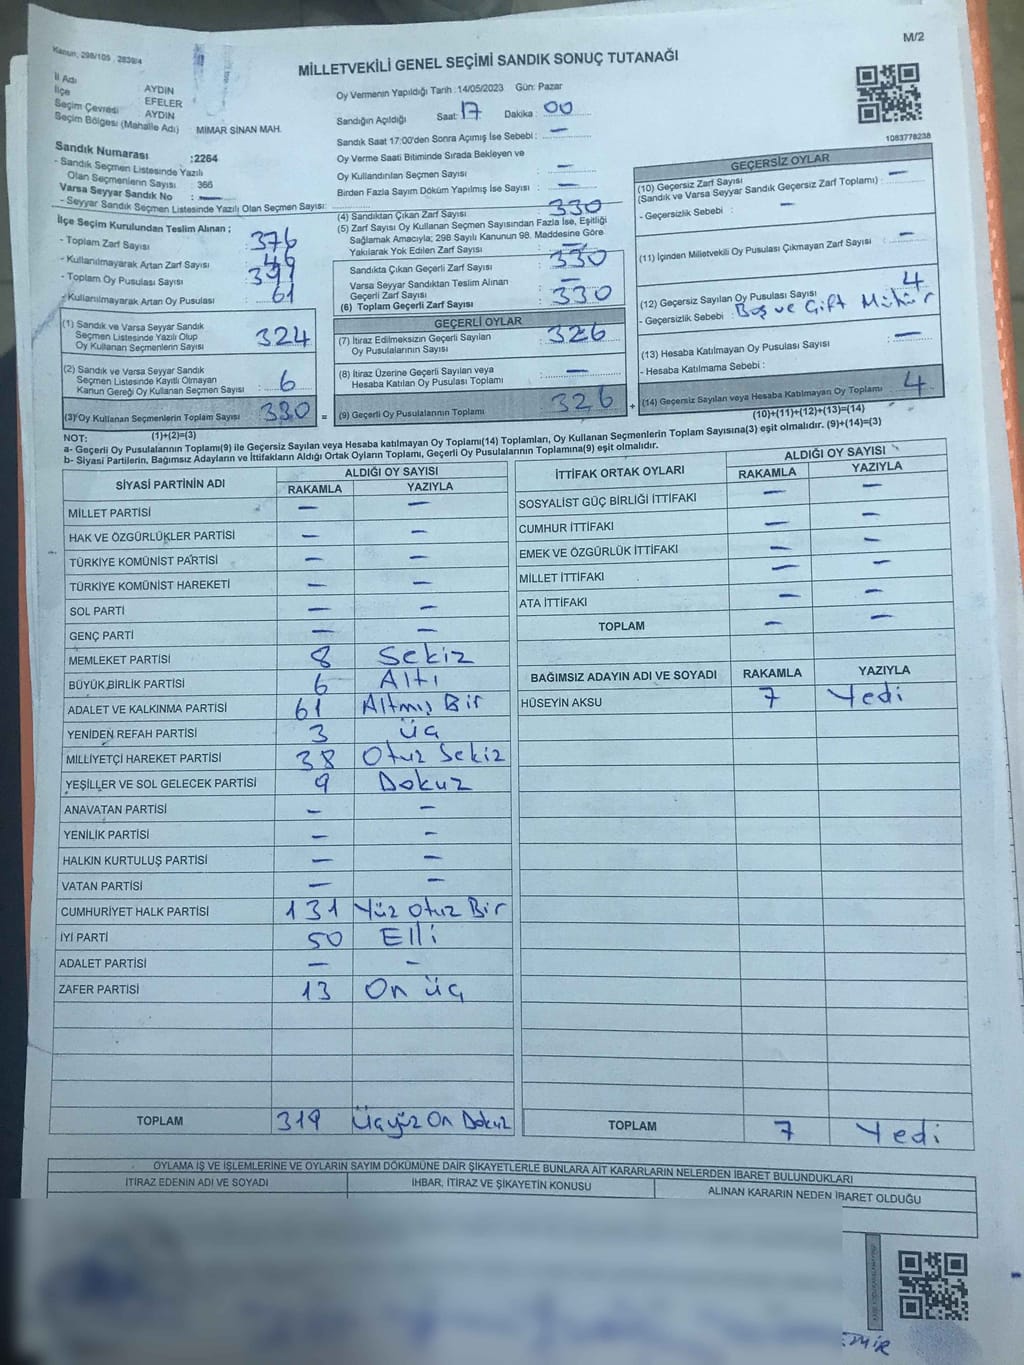 Kanun, 298/105 , 2839/4
M/2
MİLLETVEKİLİ GENEL SEÇİMİ SANDIK SONUÇ TUTANAĞI
İl Adı AYDIN
İlçe EFELER
Seçim Çevresi AYDIN
Seçim Bölgesi (Mahalle Adı) MİMAR SİNAN MAH.
Sandık Numarası :2264
- Sandık Seçmen Listesinde Yazılı
Olan Seçmenlerin Sayısı : 366
Varsa Seyyar Sandık No : —
- Seyyar Sandık Seçmen Listesinde Yazılı Olan Seçmen Sayısı:
İlçe Seçim Kurulundan Teslim Alınan ;
- Toplam Zarf Sayısı : 376
- Kullanılmayarak Artan Zarf Sayısı : 46
- Toplam Oy Pusulası Sayısı :
- Kullanılmayarak Artan Oy Pusulası : 61
(1) Sandık ve Varsa Seyyar Sandık
Seçmen Listesinde Yazılı Olup
Oy Kullanan Seçmenlerin Sayısı : 324
(2) Sandık ve Varsa Seyyar Sandık
Seçmen Listesinde Kayıtlı Olmayan
Kanun Gereği Oy Kullanan Seçmen Sayısı : 6
(3) Oy Kullanan Seçmenlerin Toplam Sayısı : 330 =
(1)+(2)=(3)
Oy Vermenin Yapıldığı Tarih : 14/05/2023 Gün: Pazar
Sandığın Açıldığı Saat: 17 Dakika : 00
Sandık Saat 17:00'den Sonra Açımış İse Sebebi : —
Oy Verme Saati Bitiminde Sırada Bekleyen ve
Oy Kullandırılan Seçmen Sayısı : —
Birden Fazla Sayım Döküm Yapılmış İse Sayısı : —
(4) Sandıktan Çıkan Zarf Sayısı : 330
(5) Zarf Sayısı Oy Kullanan Seçmen Sayısından Fazla İse, Eşitliği
Sağlamak Amacıyla; 298 Sayılı Kanunun 98. Maddesine Göre
Yakılarak Yok Edilen Zarf Sayısı : —
Sandıkta Çıkan Geçerli Zarf Sayısı : 330
Varsa Seyyar Sandıktan Teslim Alınan
Geçerli Zarf Sayısı : —
(6) Toplam Geçerli Zarf Sayısı : 330
GEÇERLİ OYLAR
(7) İtiraz Edilmeksizin Geçerli Sayılan
Oy Pusulalarının Sayısı : 326
(8) İtiraz Üzerine Geçerli Sayılan veya
Hesaba Katılan Oy Pusulası Toplamı : —
(9) Geçerli Oy Pusulalarının Toplamı : 326 +
1083778238
GEÇERSİZ OYLAR
(10) Geçersiz Zarf Sayısı
(Sandık ve Varsa Seyyar Sandık Geçersiz Zarf Toplamı) : —
- Geçersizlik Sebebi : —
(11) İçinden Milletvekili Oy Pusulası Çıkmayan Zarf Sayısı : —
(12) Geçersiz Sayılan Oy Pusulası Sayısı : 4
- Geçersizlik Sebebi : Boş ve Çift Mühür
(13) Hesaba Katılmayan Oy Pusulası Sayısı : —
- Hesaba Katılmama Sebebi :
(14) Geçersiz Sayılan veya Hesaba Katılmayan Oy Toplamı : 4
(10)+(11)+(12)+(13)=(14)
NOT:
a- Geçerli Oy Pusulalarının Toplamı(9) ile Geçersiz Sayılan veya Hesaba katılmayan Oy Toplamı(14) Toplamları, Oy Kullanan Seçmenlerin Toplam Sayısına(3) eşit olmalıdır. (9)+(14)=(3)
b- Siyasi Partilerin, Bağımsız Adayların ve İttifakların Aldığı Ortak Oyların Toplamı, Geçerli Oy Pusulalarının Toplamına(9) eşit olmalıdır.
SİYASİ PARTİNİN ADI ALDIĞI OY SAYISI
RAKAMLA YAZIYLA
MİLLET PARTİSİ — —
HAK VE ÖZGÜRLÜKLER PARTİSİ — —
TÜRKİYE KOMÜNİST PARTİSİ — —
TÜRKİYE KOMÜNİST HAREKETİ — —
SOL PARTİ — —
GENÇ PARTİ — —
MEMLEKET PARTİSİ 8 Sekiz
BÜYÜK BİRLİK PARTİSİ 6 Altı
ADALET VE KALKINMA PARTİSİ 61 Altmış Bir
YENİDEN REFAH PARTİSİ 3 üç
MİLLİYETÇİ HAREKET PARTİSİ 38 Otuz Sekiz
YEŞİLLER VE SOL GELECEK PARTİSİ 9 Dokuz
ANAVATAN PARTİSİ — —
YENİLİK PARTİSİ — —
HALKIN KURTULUŞ PARTİSİ — —
VATAN PARTİSİ — —
CUMHURİYET HALK PARTİSİ 131 Yüz Otuz Bir
İYİ PARTİ 50 Elli
ADALET PARTİSİ — —
ZAFER PARTİSİ 13 On üç
TOPLAM 319 Üçyüz On Dokuz
İTTİFAK ORTAK OYLARI ALDIĞI OY SAYISI
RAKAMLA YAZIYLA
SOSYALİST GÜÇ BİRLİĞİ İTTİFAKI — —
CUMHUR İTTİFAKI — —
EMEK VE ÖZGÜRLÜK İTTİFAKI — —
MİLLET İTTİFAKI — —
ATA İTTİFAKI — —
TOPLAM — —
BAĞIMSIZ ADAYIN ADI VE SOYADI RAKAMLA YAZIYLA
HÜSEYİN AKSU 7 Yedi
TOPLAM 7 Yedi
OYLAMA İŞ VE İŞLEMLERİNE VE OYLARIN SAYIM DÖKÜMÜNE DAİR ŞİKAYETLERLE BUNLARA AİT KARARLARIN NELERDEN İBARET BULUNDUKLARI
İTİRAZ EDENİN ADI VE SOYADI İHBAR, İTİRAZ VE ŞİKAYETİN KONUSU ALINAN KARARIN NEDEN İBARET OLDUĞU